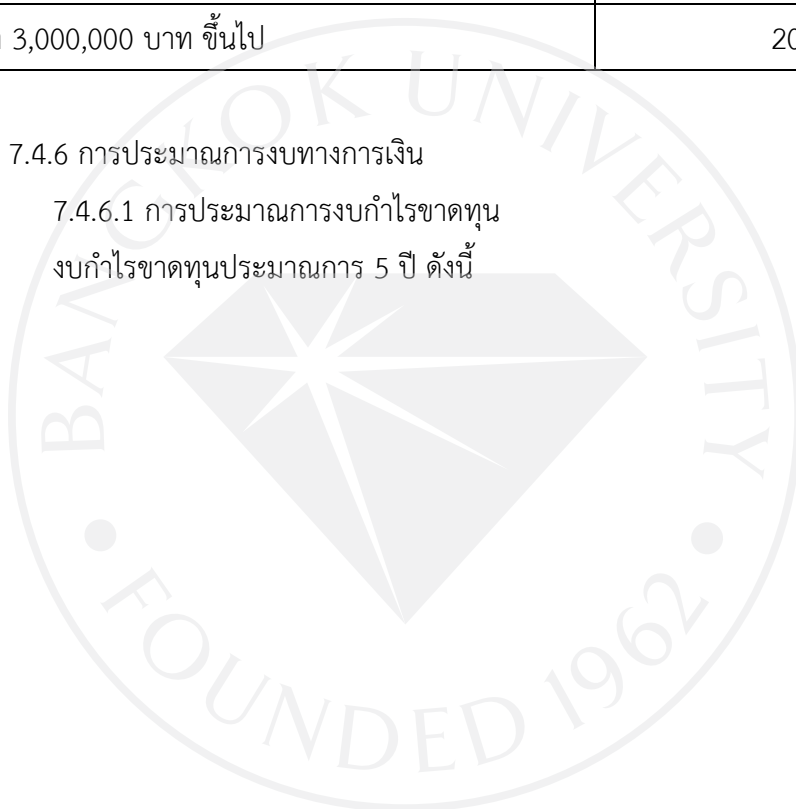 3,000,000 บาท ขึ้นไป 20
7.4.6 การประมาณการงบทางการเงิน
7.4.6.1 การประมาณการงบกำไรขาดทุน
งบกำไรขาดทุนประมาณการ 5 ปี ดังนี้
BANGKOK UNIVERSITY
FOUNDED 1962